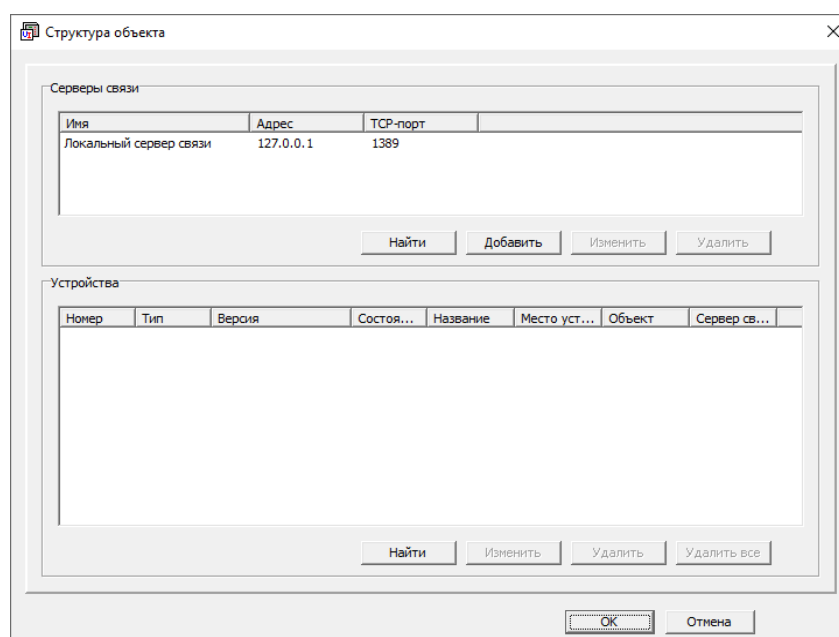 Структура объекта
Серверы связи
Имя Адрес TCP-порт
Локальный сервер связи 127.0.0.1 1389
Найти Добавить Изменить Удалить
Устройства
Номер Тип Версия Состоя... Название Место уст... Объект Сервер св...
Найти Изменить Удалить Удалить все
OK Отмена